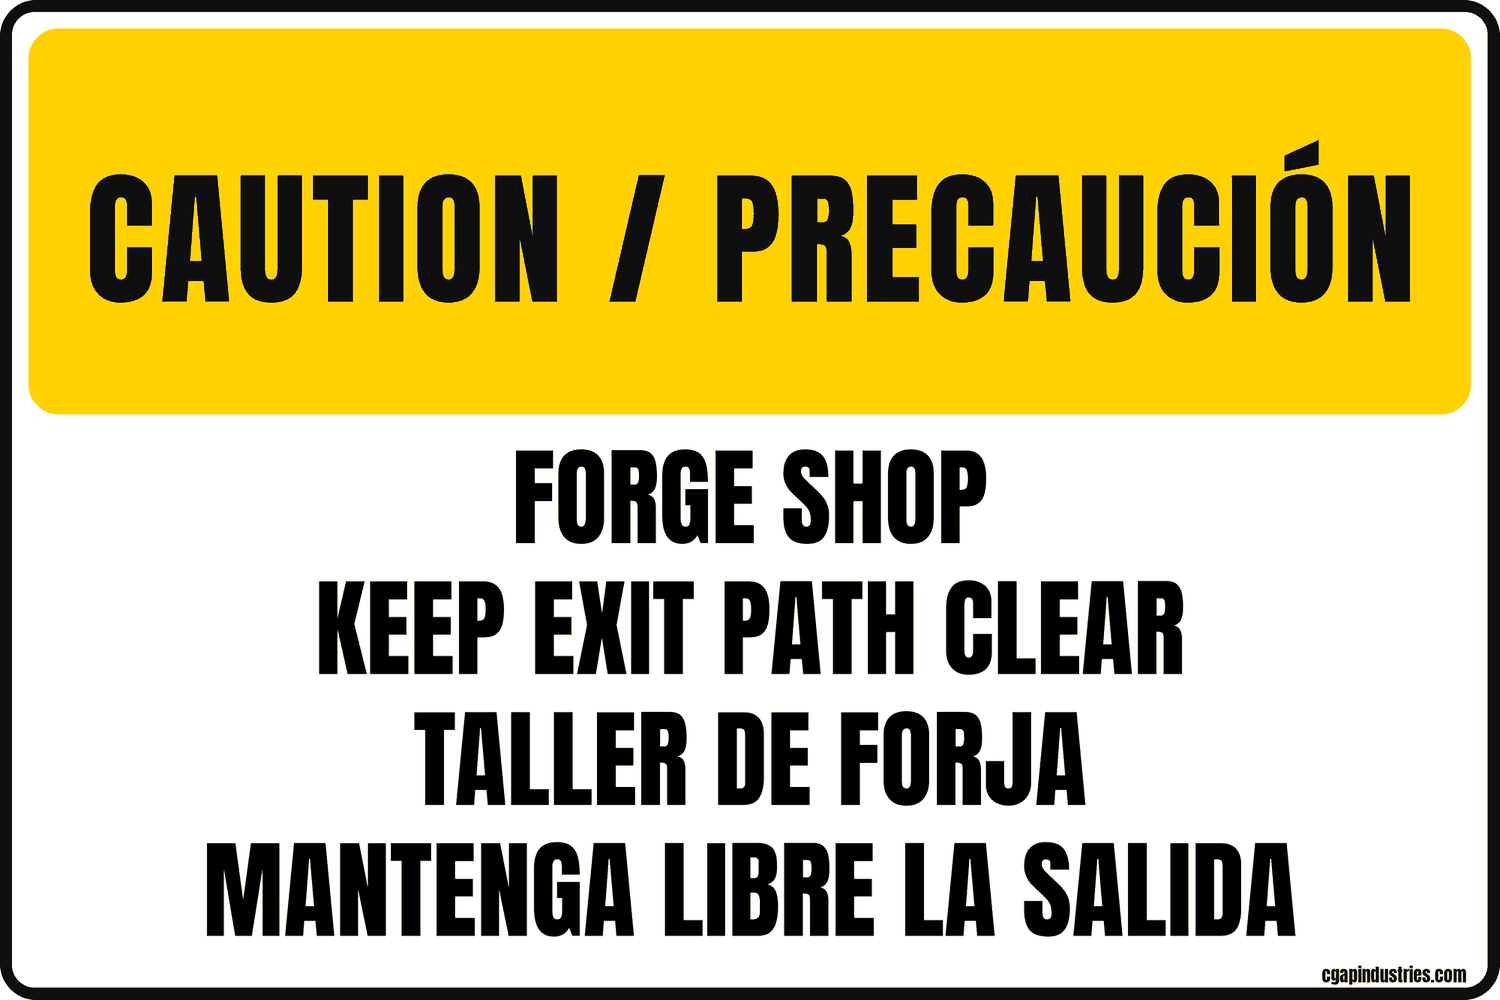 CAUTION / PRECAUCIÓN
FORGE SHOP
KEEP EXIT PATH CLEAR
TALLER DE FORJA
MANTENGA LIBRE LA SALIDA
cgapindustries.com